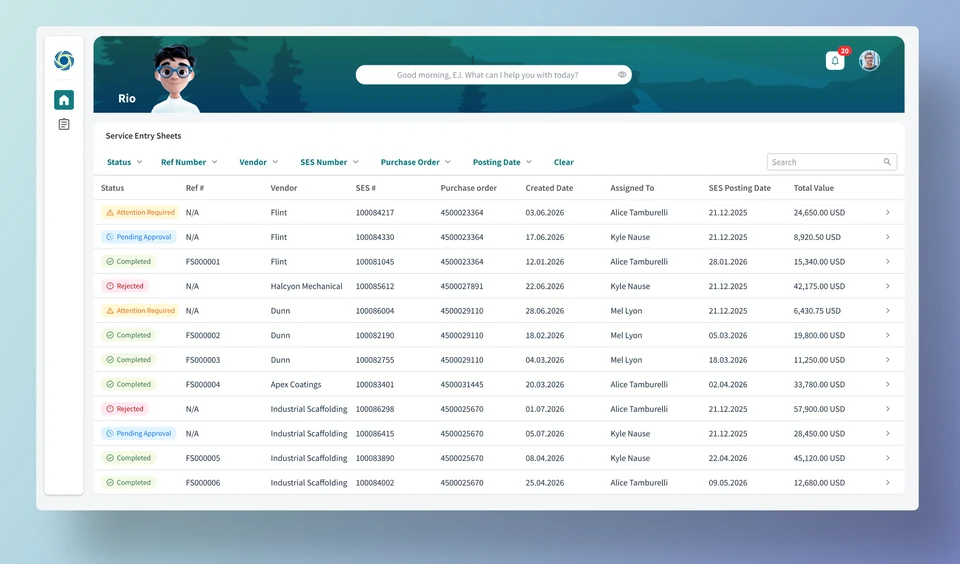 20
Good morning, EJ. What can I help you with today?
Rio
Service Entry Sheets
Status Ref Number Vendor SES Number Purchase Order Posting Date Clear Search
Status Ref # Vendor SES # Purchase order Created Date Assigned To SES Posting Date Total Value
Attention Required N/A Flint 100084217 4500023364 03.06.2026 Alice Tamburelli 21.12.2025 24,650.00 USD
Pending Approval N/A Flint 100084330 4500023364 17.06.2026 Kyle Nause 21.12.2025 8,920.50 USD
Completed FS000001 Flint 100081045 4500023364 12.01.2026 Alice Tamburelli 28.01.2026 15,340.00 USD
Rejected N/A Halcyon Mechanical 100085612 4500027891 22.06.2026 Kyle Nause 21.12.2025 42,175.00 USD
Attention Required N/A Dunn 100086004 4500029110 28.06.2026 Mel Lyon 21.12.2025 6,430.75 USD
Completed FS000002 Dunn 100082190 4500029110 18.02.2026 Mel Lyon 05.03.2026 19,800.00 USD
Completed FS000003 Dunn 100082755 4500029110 04.03.2026 Mel Lyon 18.03.2026 11,250.00 USD
Completed FS000004 Apex Coatings 100083401 4500031445 20.03.2026 Alice Tamburelli 02.04.2026 33,780.00 USD
Rejected N/A Industrial Scaffolding 100086298 4500025670 01.07.2026 Alice Tamburelli 21.12.2025 57,900.00 USD
Pending Approval N/A Industrial Scaffolding 100086415 4500025670 05.07.2026 Kyle Nause 21.12.2025 28,450.00 USD
Completed FS000005 Industrial Scaffolding 100083890 4500025670 08.04.2026 Kyle Nause 22.04.2026 45,120.00 USD
Completed FS000006 Industrial Scaffolding 100084002 4500025670 25.04.2026 Alice Tamburelli 09.05.2026 12,680.00 USD